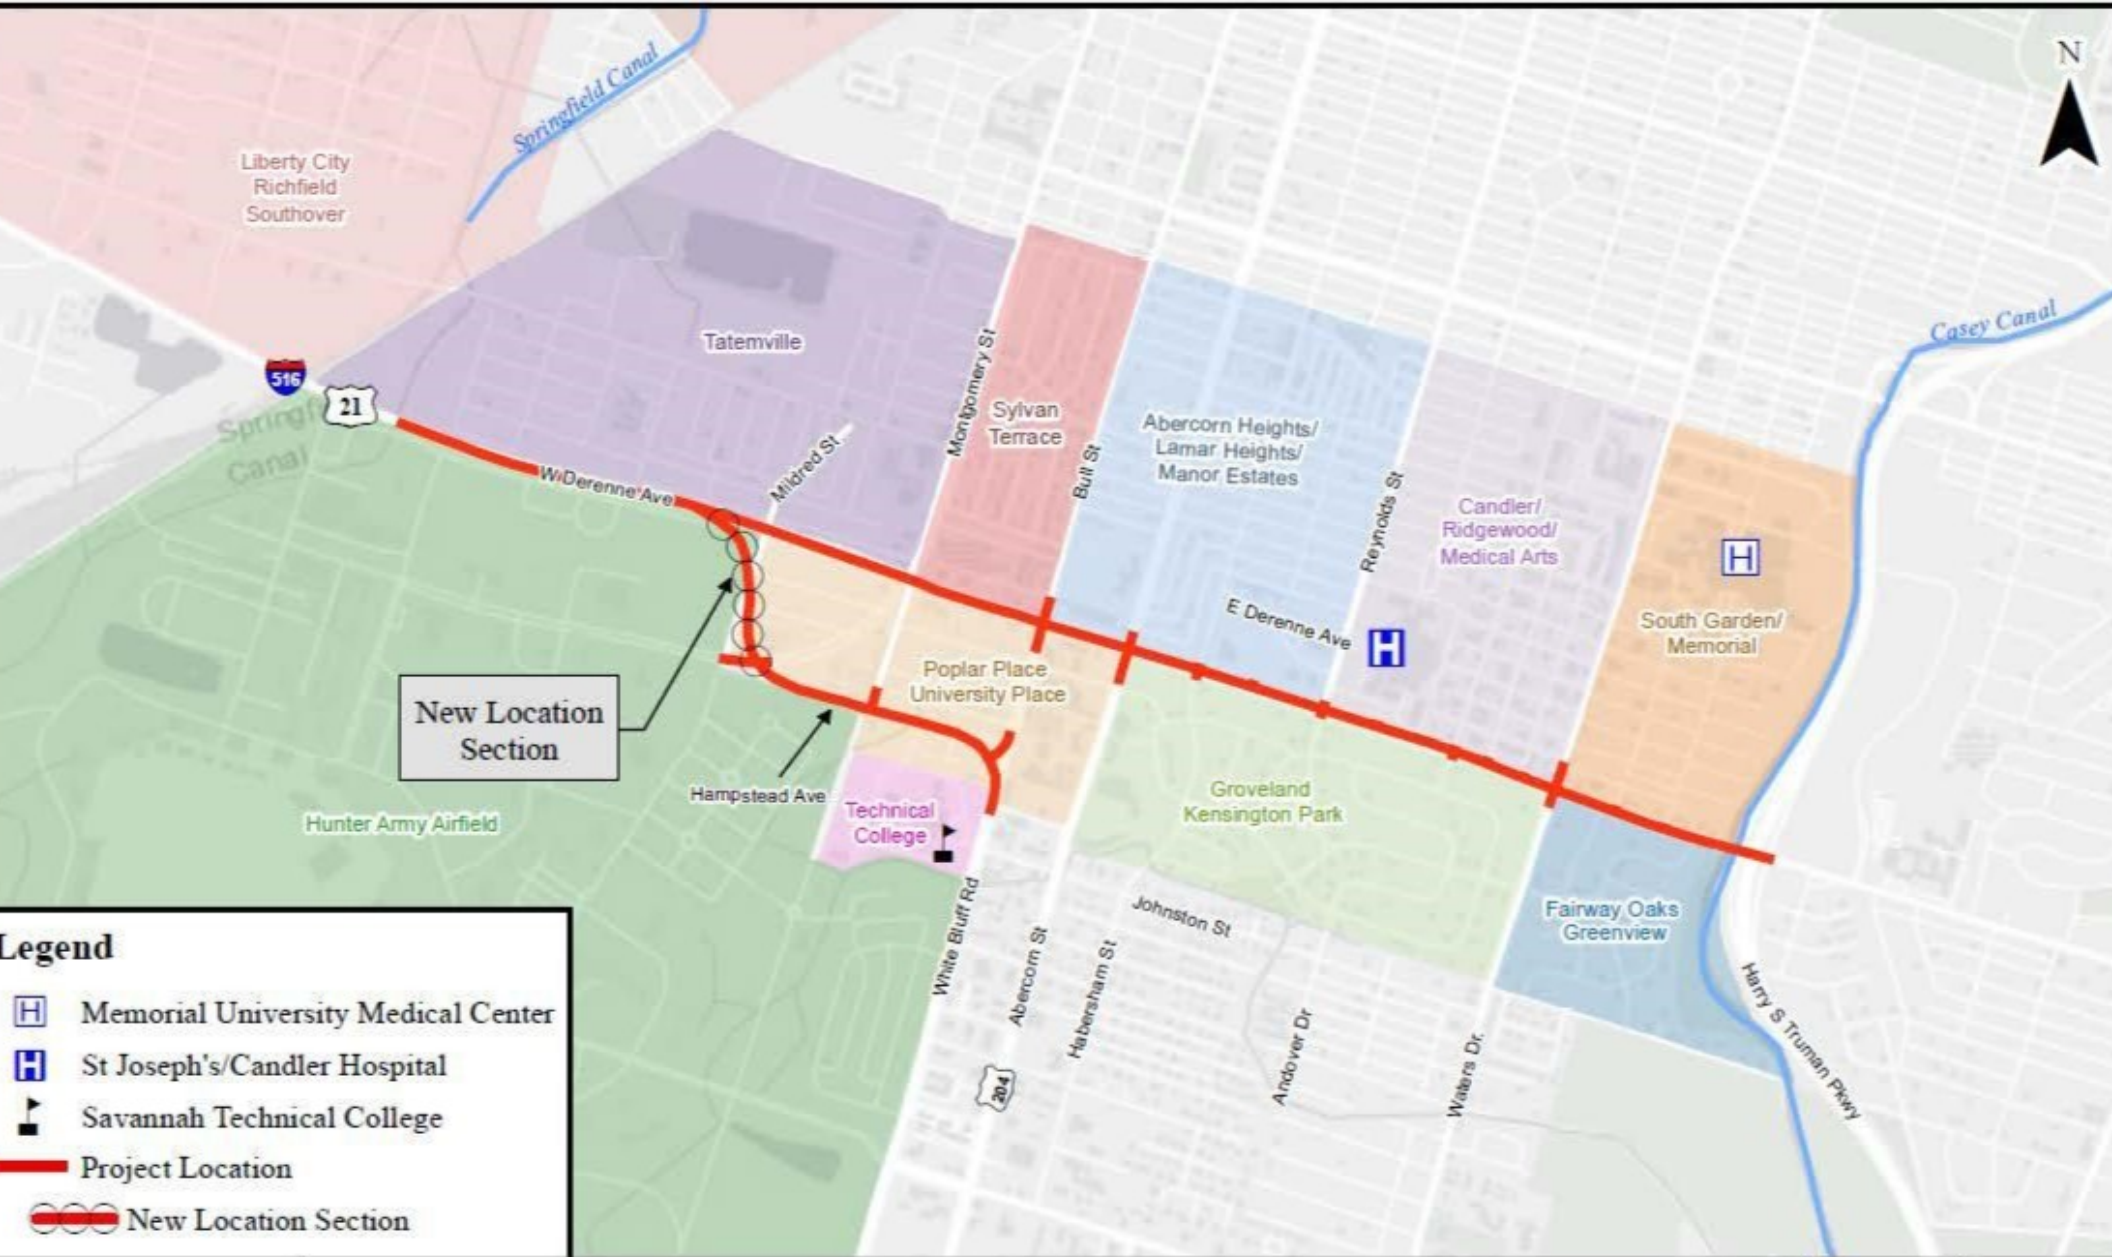 N
Springfield Canal
Liberty City
Richfield
Southover
Casey Canal
Tatemville
516
21
Montgomery St
Sylvan
Terrace
Bull St
Abercorn Heights/
Lamar Heights/
Manor Estates
Reynolds St
Candler/
Ridgewood/
Medical Arts
Canal
W Derenne Ave
Mildred St
H
E Derenne Ave
H
South Garden/
Memorial
Poplar Place
University Place
New Location
Section
Hampstead Ave
Hunter Army Airfield
Technical
College
Groveland
Kensington Park
Johnston St
White Bluff Rd
Abercorn St
Habersham St
204
Andover Dr
Waters Dr.
Fairway Oaks
Greenview
Harry S Truman Pkwy
Legend
H Memorial University Medical Center
H St Joseph's/Candler Hospital
Savannah Technical College
Project Location
New Location Section